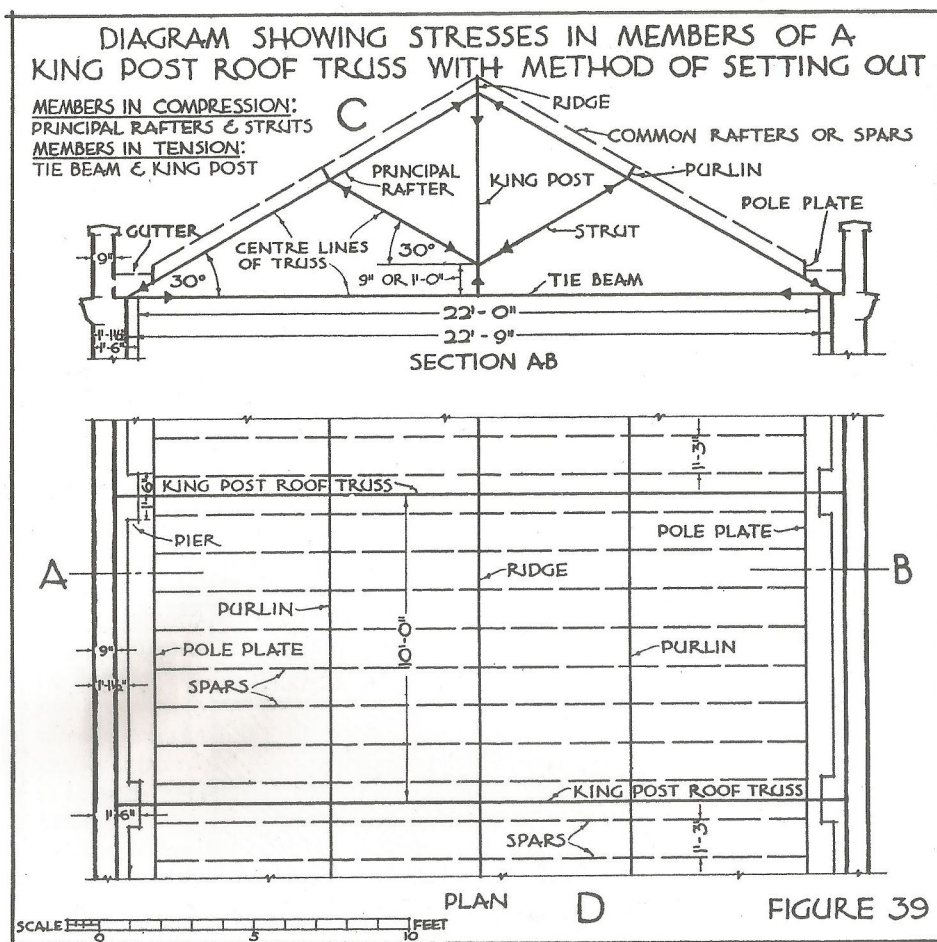 DIAGRAM SHOWING STRESSES IN MEMBERS OF A
KING POST ROOF TRUSS WITH METHOD OF SETTING OUT
MEMBERS IN COMPRESSION:
PRINCIPAL RAFTERS & STRUTS
MEMBERS IN TENSION:
TIE BEAM & KING POST
C
RIDGE
COMMON RAFTERS OR SPARS
PRINCIPAL
RAFTER
KING POST
PURLIN
POLE PLATE
GUTTER
CENTRE LINES
OF TRUSS
30°
STRUT
9"
30°
9" OR 1'-0"
TIE BEAM
22'-0"
1'-1½"
22'-9"
1'-6"
SECTION AB
1'-3"
1'-6"
KING POST ROOF TRUSS
PIER
POLE PLATE
A
RIDGE
B
PURLIN
10'-0"
9"
POLE PLATE
PURLIN
1'-1½"
SPARS
KING POST ROOF TRUSS
1'-6"
SPARS
1'-3"
PLAN
D
FIGURE 39
SCALE
FEET
0
5
10